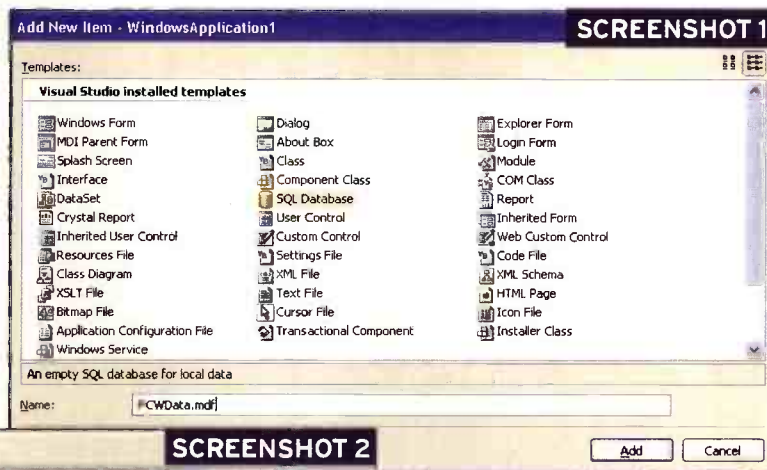 Add New Item - WindowsApplication1
SCREENSHOT 1
Templates:
Visual Studio installed templates
Windows Form Dialog Explorer Form
MDI Parent Form About Box Login Form
Splash Screen Class Module
Interface Component Class COM Class
DataSet SQL Database Report
Crystal Report User Control Inherited Form
Inherited User Control Custom Control Web Custom Control
Resources File Settings File Code File
Class Diagram XML File XML Schema
XSLT File Text File HTML Page
Bitmap File Cursor File Icon File
Application Configuration File Transactional Component Installer Class
Windows Service
An empty SQL database for local data
Name: PCWData.mdf
SCREENSHOT 2
Add Cancel